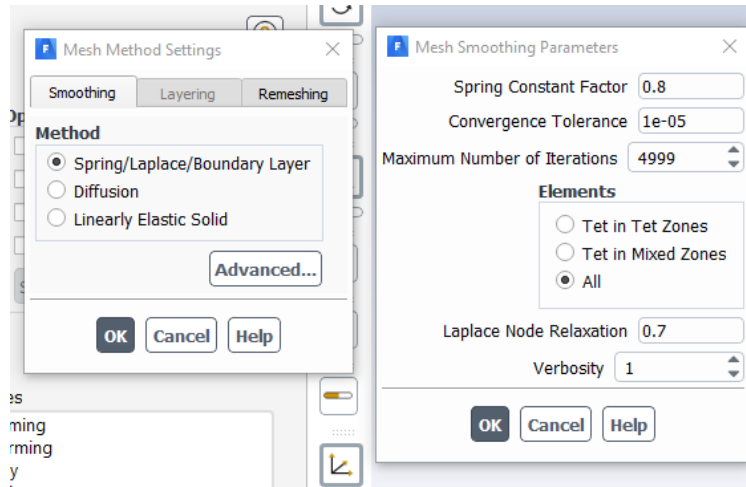 Mesh Method Settings
Smoothing Layering Remeshing
Method
Spring/Laplace/Boundary Layer
Diffusion
Linearly Elastic Solid
Advanced...
OK Cancel Help
Mesh Smoothing Parameters
Spring Constant Factor 0.8
Convergence Tolerance 1e-05
Maximum Number of Iterations 4999
Elements
Tet in Tet Zones
Tet in Mixed Zones
All
Laplace Node Relaxation 0.7
Verbosity 1
OK Cancel Help